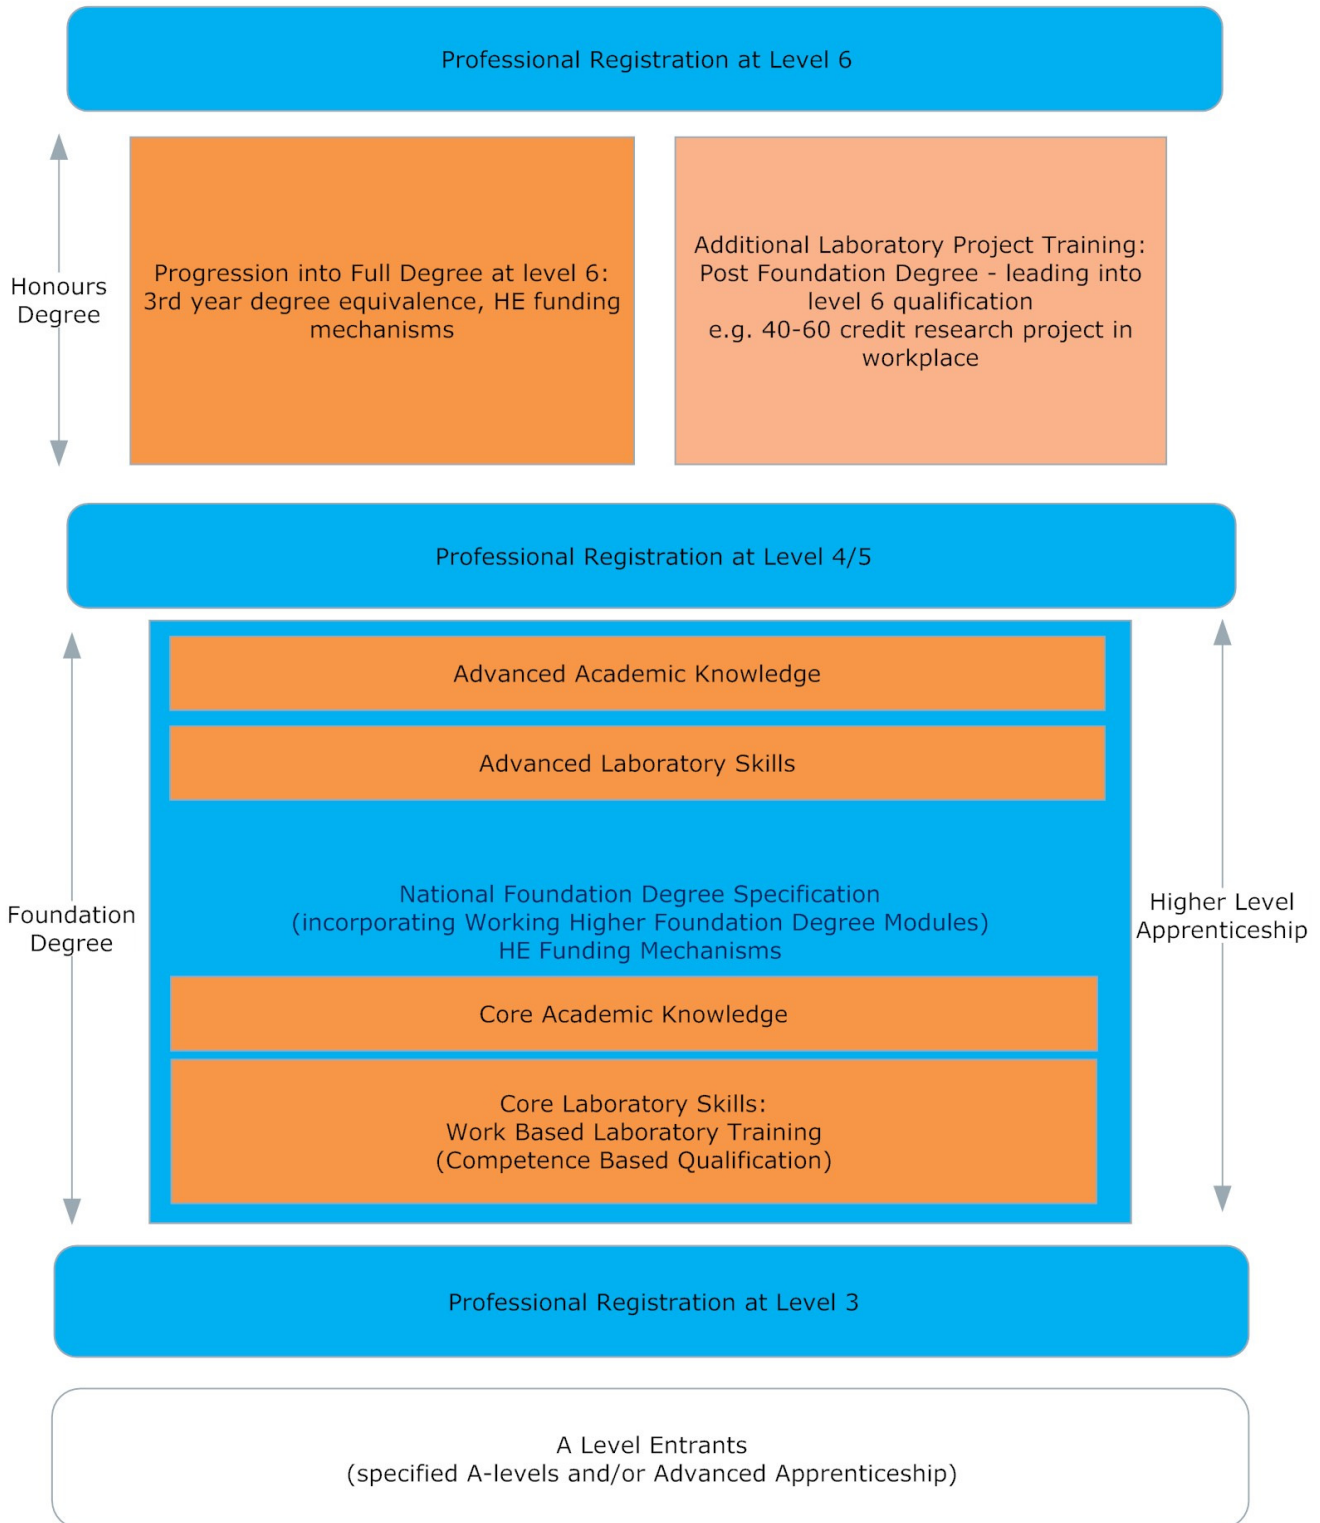 Professional Registration at Level 6
Honours
Degree
Progression into Full Degree at level 6:
3rd year degree equivalence, HE funding
mechanisms
Additional Laboratory Project Training:
Post Foundation Degree - leading into
level 6 qualification
e.g. 40-60 credit research project in
workplace
Professional Registration at Level 4/5
Foundation
Degree
Advanced Academic Knowledge
Advanced Laboratory Skills
National Foundation Degree Specification
(incorporating Working Higher Foundation Degree Modules)
HE Funding Mechanisms
Core Academic Knowledge
Core Laboratory Skills:
Work Based Laboratory Training
(Competence Based Qualification)
Higher Level
Apprenticeship
Professional Registration at Level 3
A Level Entrants
(specified A-levels and/or Advanced Apprenticeship)